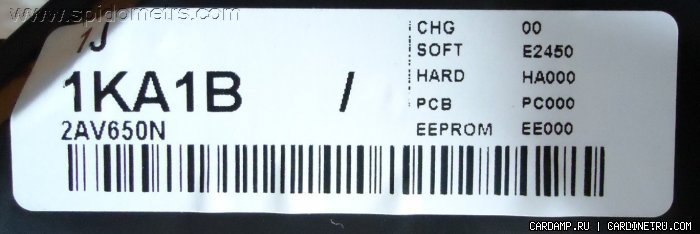 www.spidometrs.com
1J
1KA1B /
2AV650N
CHG 00
SOFT E2450
HARD HA000
PCB PC000
EEPROM EE000
CARDAMP.RU | CARDINETRU.COM